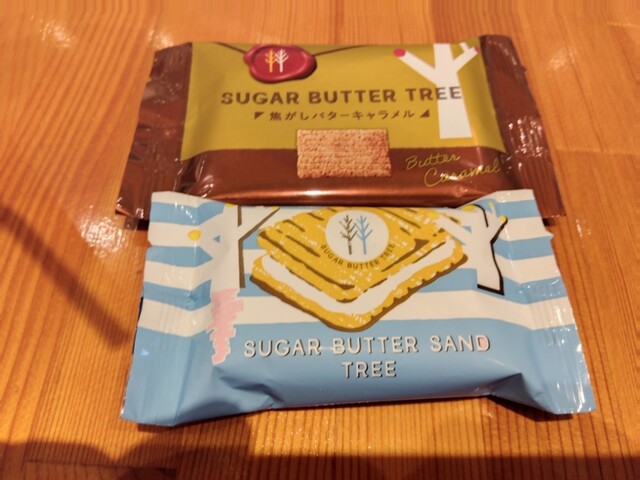 SUGAR BUTTER TREE
焦がしバターキャラメル
Butter
Caramel
SUGAR BUTTER TREE
SUGAR BUTTER SAND
TREE